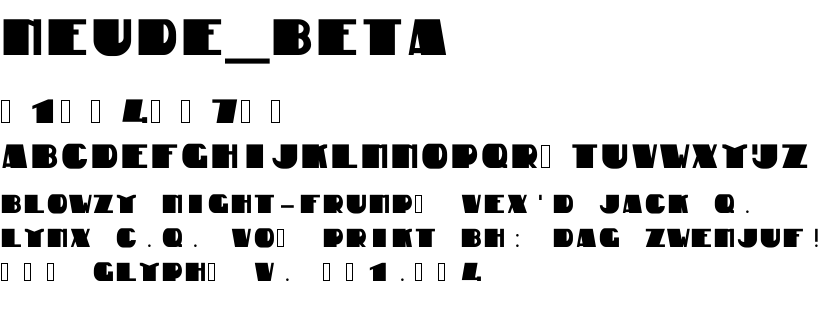 NEUDE_BETA
□1□□4□□7□□
ABCDEFGHIJKLMNOPQR□TUVWXYIJZ
BLOWZY NIGHT-FRUMP□ VEX'D JACK Q.
LYNX C.Q. VO□ PRIKT BH: DAG ZWEMJUF!
□□□ GLYPH□ V. □□1.□□4